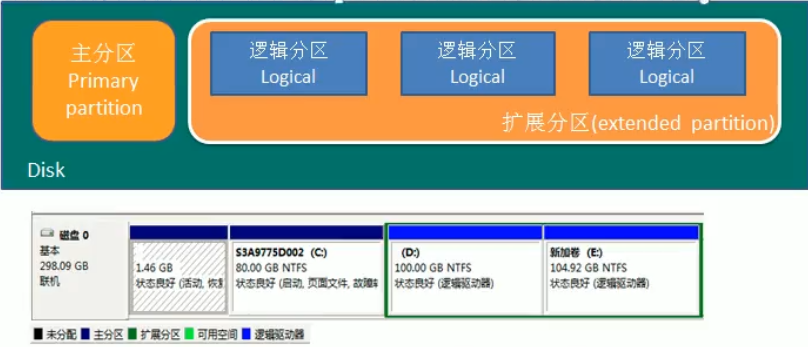 主分区
Primary
partition
逻辑分区
Logical
逻辑分区
Logical
逻辑分区
Logical
扩展分区(extended partition)
Disk
磁盘 0
基本
298.09 GB
联机
1.46 GB
状态良好 (活动, 恢复
S3A9775D002 (C:)
80.00 GB NTFS
状态良好 (启动, 页面文件, 故障转
(D:)
100.00 GB NTFS
状态良好 (逻辑驱动器)
新加卷 (E:)
104.92 GB NTFS
状态良好 (逻辑驱动器)
未分配 主分区 扩展分区 可用空间 逻辑驱动器